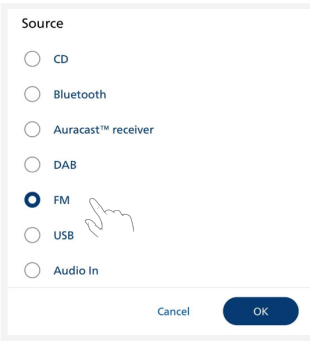 Source
CD
Bluetooth
Auracast™ receiver
DAB
FM
USB
Audio In
Cancel
OK